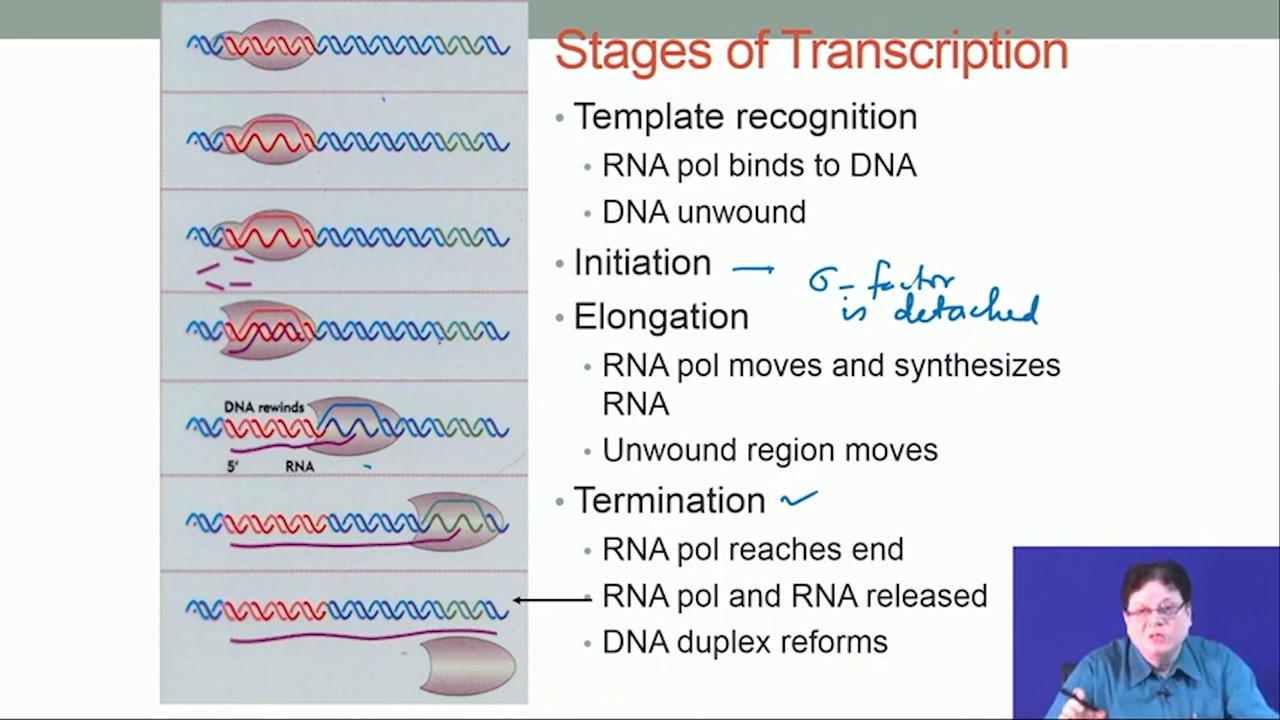 Stages of Transcription
• Template recognition
• RNA pol binds to DNA
• DNA unwound
• Initiation — σ- factor
is detached
• Elongation
• RNA pol moves and synthesizes
RNA
• Unwound region moves
• Termination ~
• RNA pol reaches end
• RNA pol and RNA released
• DNA duplex reforms
DNA rewinds
5' RNA